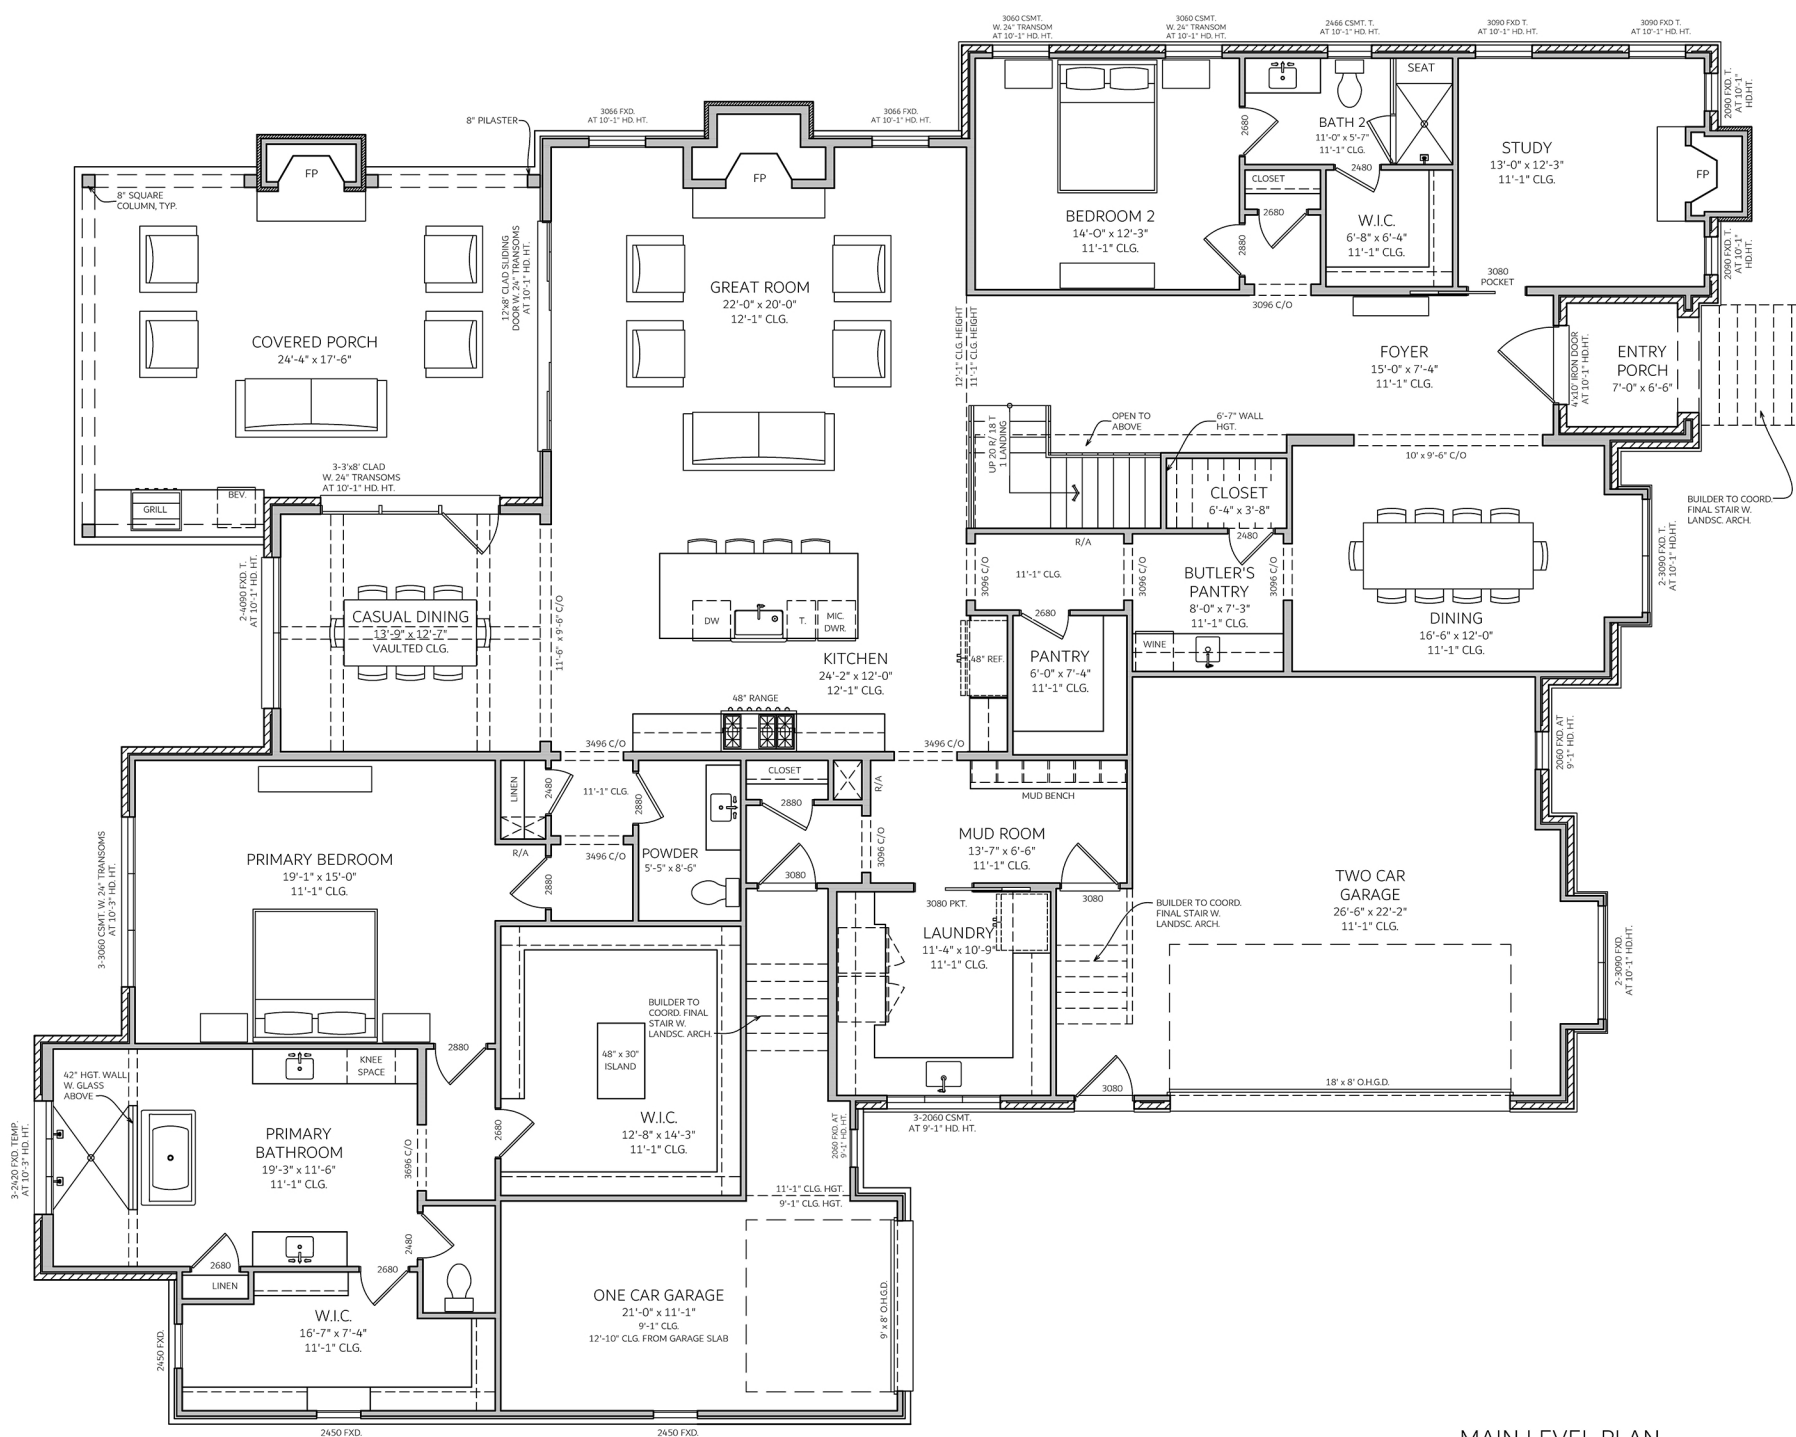 3060 CSMT.
W. 24" TRANSOM
AT 10'-1" HD. HT.
3060 CSMT.
W. 24" TRANSOM
AT 10'-1" HD. HT.
2466 CSMT. T.
AT 10'-1" HD. HT.
3090 FXD T.
AT 10'-1" HD. HT.
3090 FXD T.
AT 10'-1" HD. HT.
3066 FXD.
AT 10'-1" HD. HT.
3066 FXD.
AT 10'-1" HD. HT.
8" PILASTER
FP
8" SQUARE
COLUMN, TYP.
COVERED PORCH
24'-4" x 17'-6"
12'x8' CLAD SLIDING
DOOR W. 24" TRANSOMS
AT 10'-1" HD. HT.
3-3'x8' CLAD
W. 24" TRANSOMS
AT 10'-1" HD. HT.
GRILL
BEV.
FP
GREAT ROOM
22'-0" x 20'-0"
12'-1" CLG.
BEDROOM 2
14'-0" x 12'-3"
11'-1" CLG.
2680
BATH 2
11'-0" x 5'-7"
11'-1" CLG.
SEAT
2480
CLOSET
2680
2880
W.I.C.
6'-8" x 6'-4"
11'-1" CLG.
3096 C/O
STUDY
13'-0" x 12'-3"
11'-1" CLG.
FP
2090 FXD. T.
AT 10'-1"
HD.HT.
2090 FXD. T.
AT 10'-1"
HD.HT.
3080
POCKET
12'-1" CLG. HEIGHT
11'-1" CLG. HEIGHT
FOYER
15'-0" x 7'-4"
11'-1" CLG.
4'x10' IRON DOOR
AT 10'-1" HD.HT.
ENTRY
PORCH
7'-0" x 6'-6"
BUILDER TO COORD.
FINAL STAIR W.
LANDSC. ARCH.
UP 20 R/ 18 T
1 LANDING
OPEN TO
ABOVE
6'-7" WALL
HGT.
CLOSET
6'-4" x 3'-8"
2480
10' x 9'-6" C/O
DINING
16'-6" x 12'-0"
11'-1" CLG.
2-3090 FXD. T.
AT 10'-1" HD.HT.
R/A
11'-1" CLG.
3096 C/O
3096 C/O
3096 C/O
BUTLER'S
PANTRY
8'-0" x 7'-3"
11'-1" CLG.
WINE
2680
PANTRY
6'-0" x 7'-4"
11'-1" CLG.
48" REF.
2-4090 FXD. T.
AT 10'-1" HD. HT.
CASUAL DINING
13'-9" x 12'-7"
VAULTED CLG.
11'-6" x 9'-6" C/O
DW
T.
MIC.
DWR.
KITCHEN
24'-2" x 12'-0"
12'-1" CLG.
48" RANGE
3496 C/O
3496 C/O
LINEN
2480
11'-1" CLG.
2880
R/A
3496 C/O
2880
POWDER
5'-5" x 8'-6"
CLOSET
2880
R/A
3096 C/O
3080
MUD BENCH
MUD ROOM
13'-7" x 6'-6"
11'-1" CLG.
3080 PKT.
3080
2060 FXD. AT
9'-1" HD. HT.
TWO CAR
GARAGE
26'-6" x 22'-2"
11'-1" CLG.
BUILDER TO COORD.
FINAL STAIR W.
LANDSC. ARCH.
2-3090 FXD.
AT 10'-1" HD.HT.
18' x 8' O.H.G.D.
3080
PRIMARY BEDROOM
19'-1" x 15'-0"
11'-1" CLG.
3-3060 CSMT. W. 24" TRANSOMS
AT 10'-3" HD. HT.
LAUNDRY
11'-4" x 10'-9"
11'-1" CLG.
3-2060 CSMT.
AT 9'-1" HD. HT.
2060 FXD. AT
9'-1" HD. HT.
BUILDER TO
COORD. FINAL
STAIR W.
LANDSC. ARCH.
48" x 30"
ISLAND
W.I.C.
12'-8" x 14'-3"
11'-1" CLG.
2880
2680
KNEE
SPACE
42" HGT. WALL
W. GLASS
ABOVE
3-2420 FXD. TEMP.
AT 10'-3" HD. HT.
PRIMARY
BATHROOM
19'-3" x 11'-6"
11'-1" CLG.
3696 C/O
2480
2680
2680
LINEN
W.I.C.
16'-7" x 7'-4"
11'-1" CLG.
2450 FXD.
2450 FXD.
11'-1" CLG. HGT.
9'-1" CLG. HGT.
ONE CAR GARAGE
21'-0" x 11'-1"
9'-1" CLG.
12'-10" CLG. FROM GARAGE SLAB
9' x 8' O.H.G.D.
2450 FXD.
MAIN LEVEL PLAN